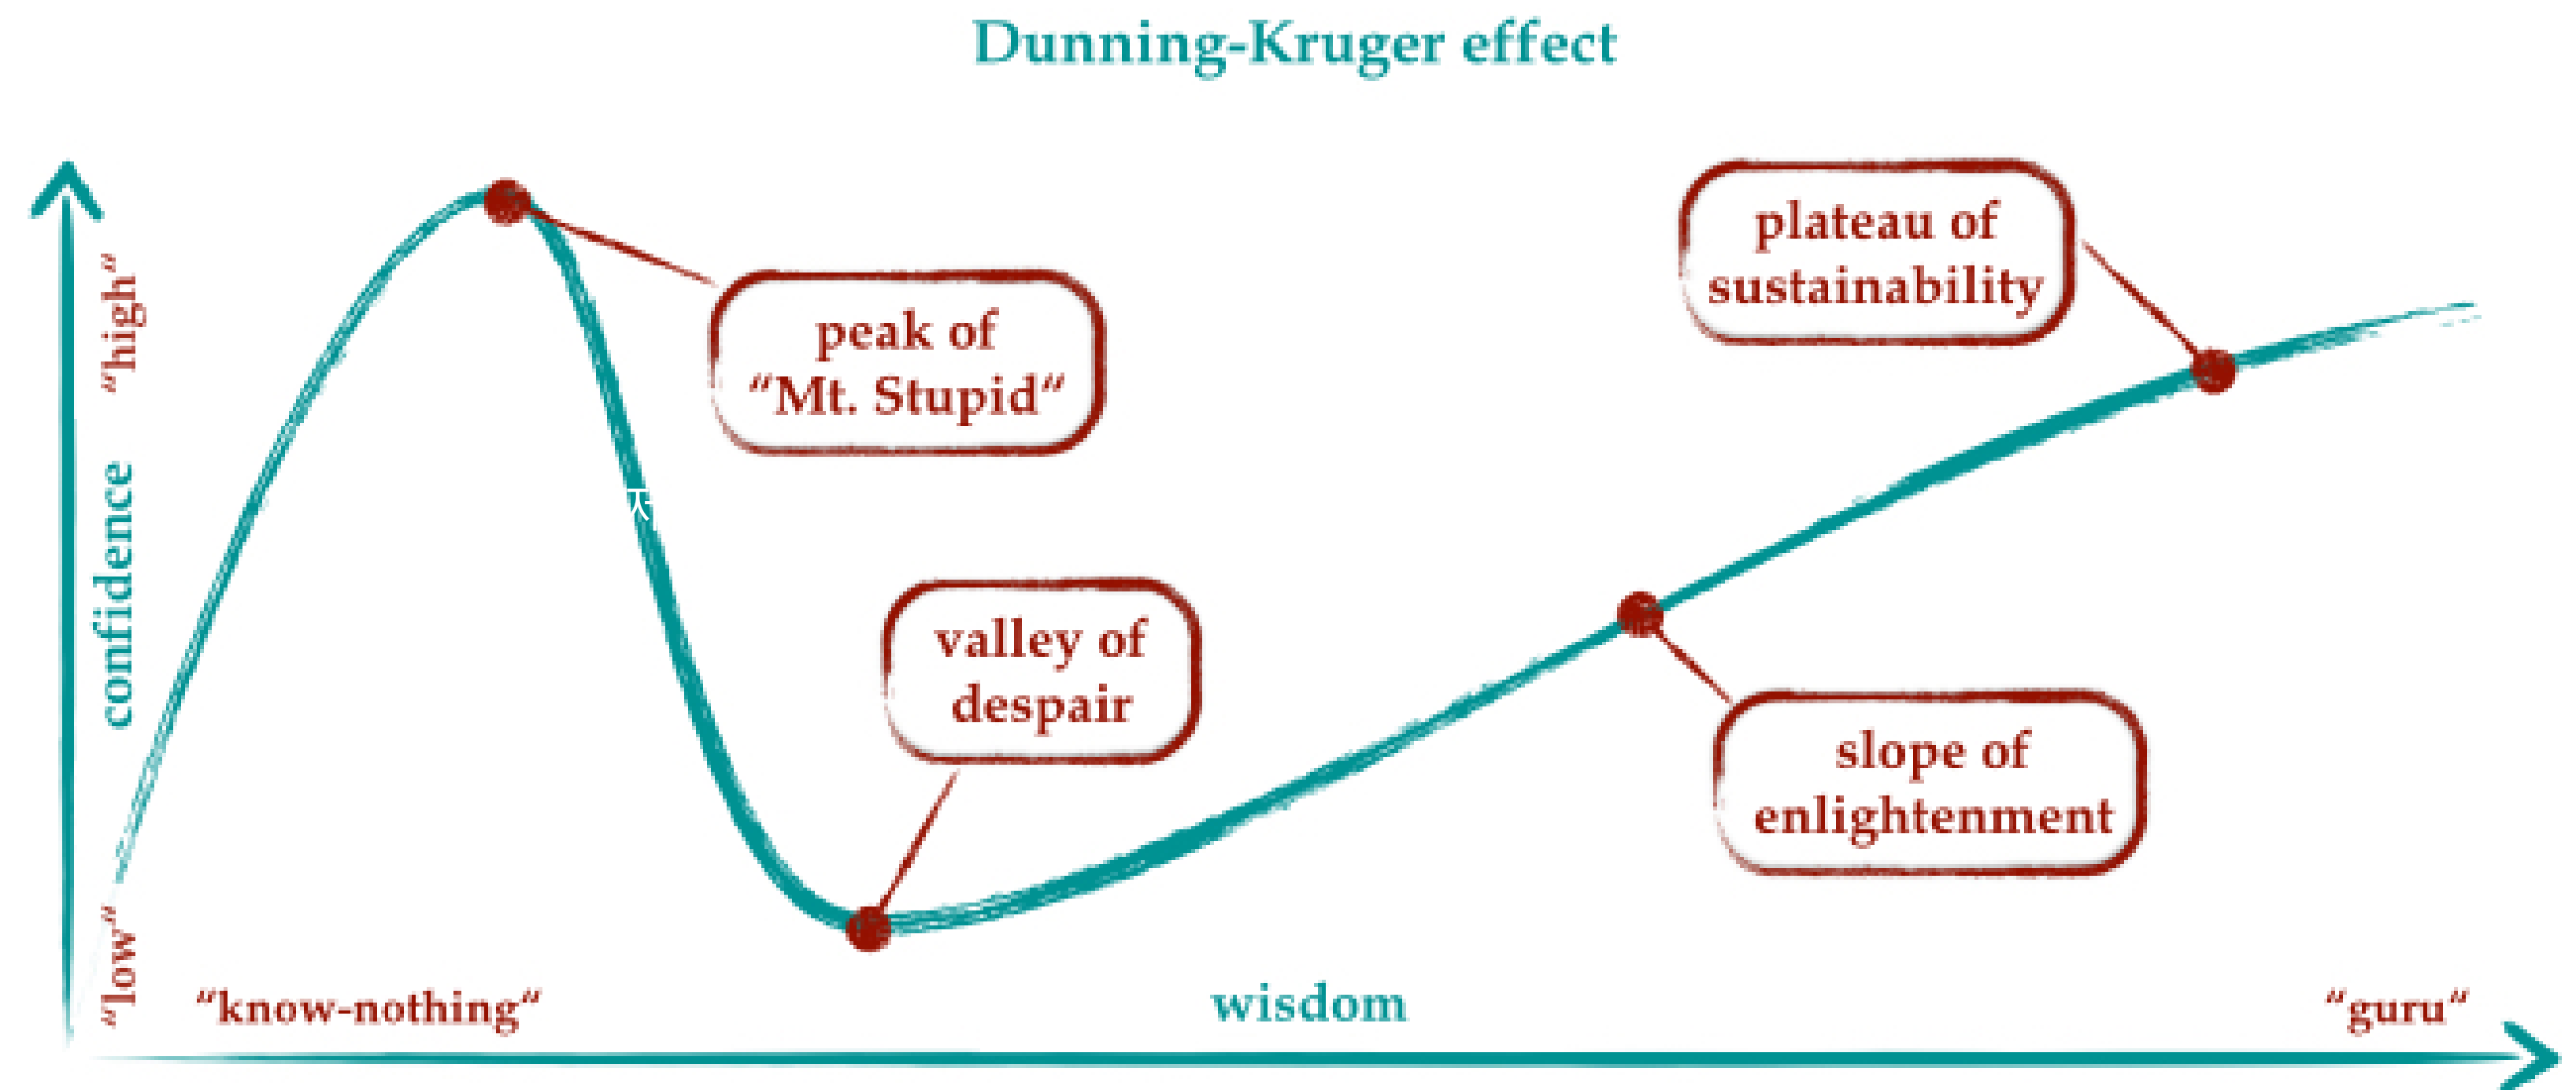 Dunning-Kruger effect
“high“
confidence
“low“
peak of
“Mt. Stupid“
valley of
despair
plateau of
sustainability
slope of
enlightenment
“know-nothing“
wisdom
“guru“